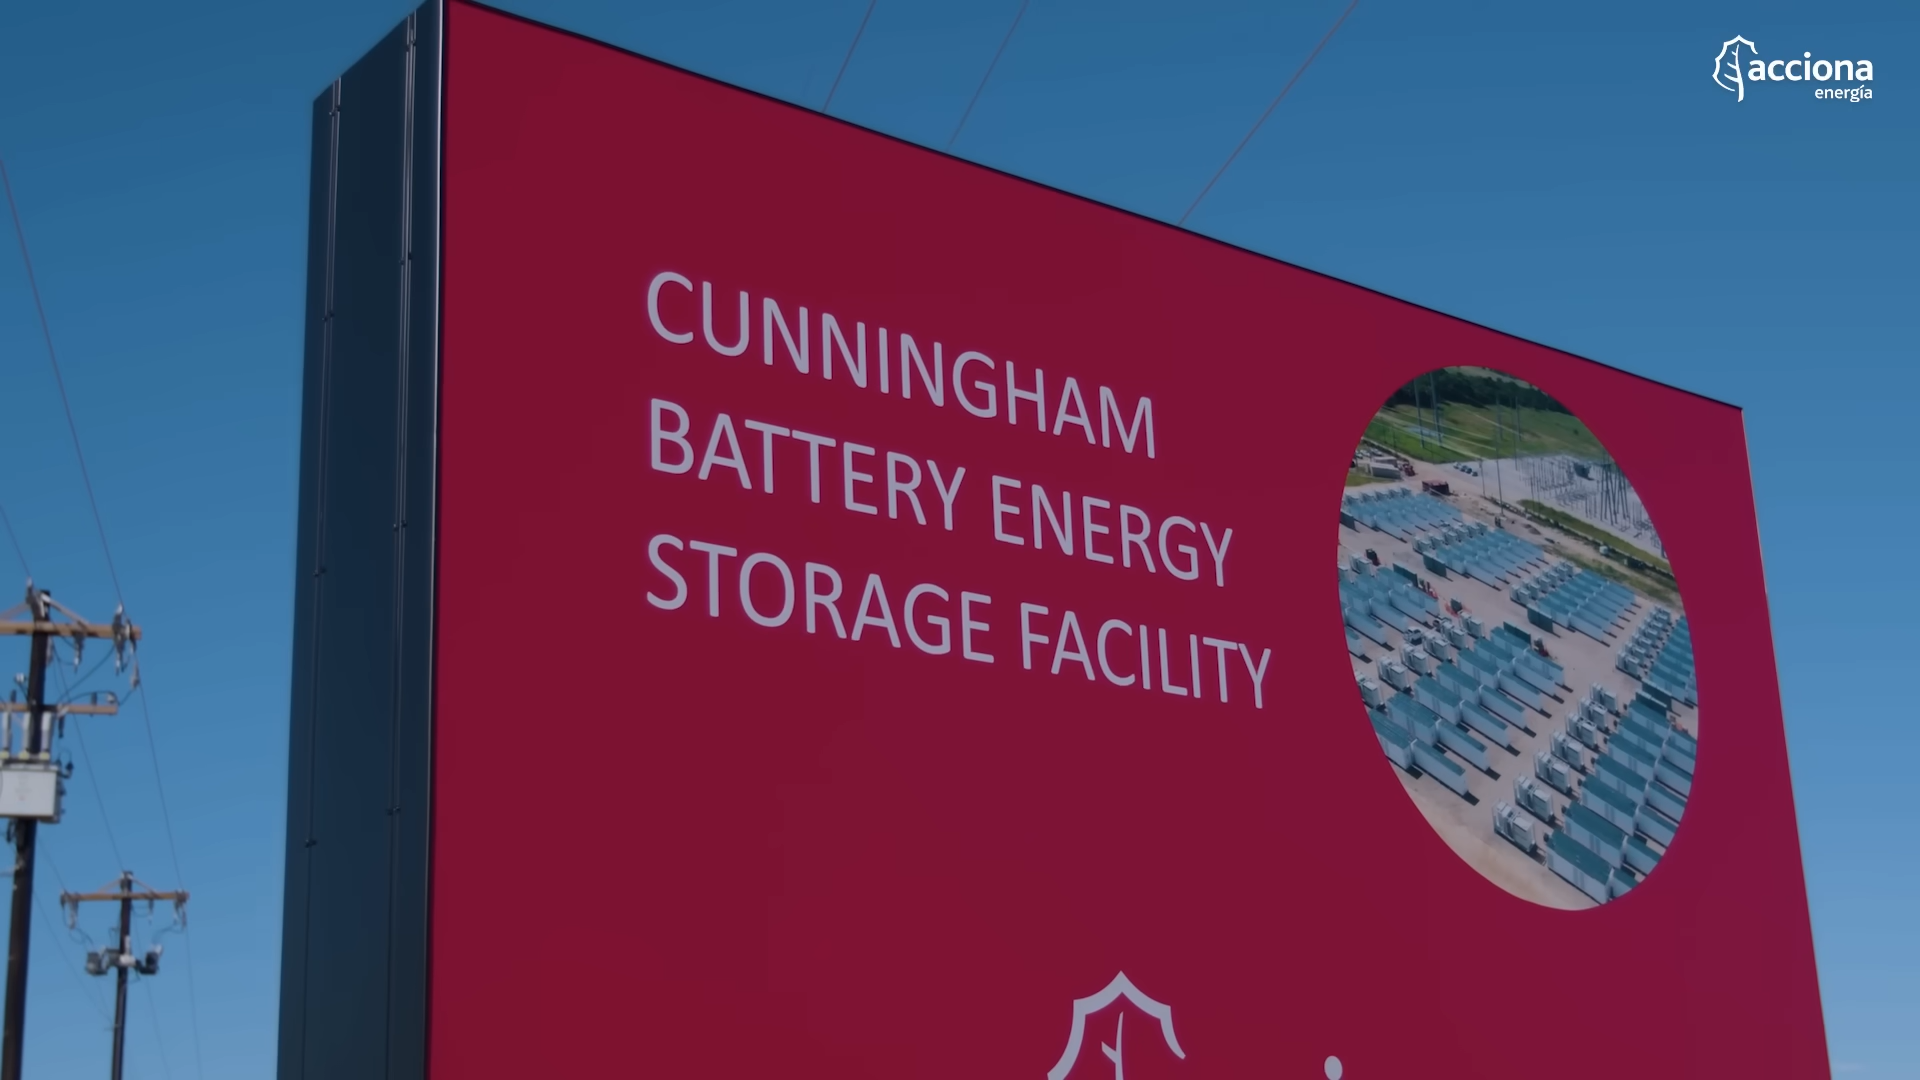 acciona
energía
CUNNINGHAM
BATTERY ENERGY
STORAGE FACILITY